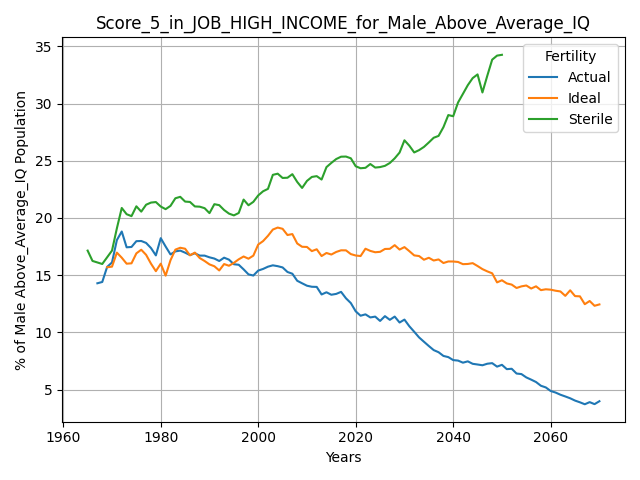 Score_5_in_JOB_HIGH_INCOME_for_Male_Above_Average_IQ
% of Male Above_Average_IQ Population
35
30
25
20
15
10
5
Fertility
Actual
Ideal
Sterile
1960 1980 2000 2020 2040 2060
Years